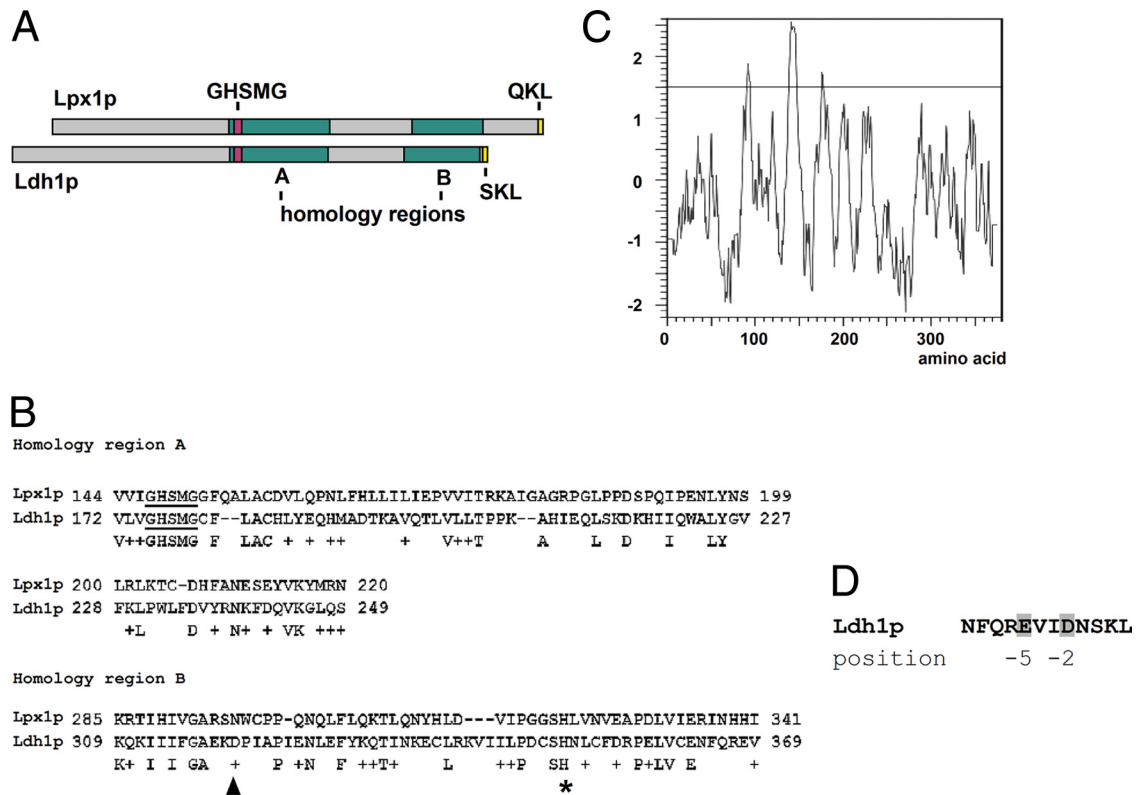 A
GHSMG
QKL
Lpx1p
Ldh1p
A
B
SKL
homology regions
C
2
1
0
-1
-2
0 100 200 300
amino acid
B
Homology region A
Lpx1p 144 VVIGHSMGGFQALACDVLQPNLFHLLILIEPVVITRKAIGAGRPGLPPDSPQIPENLYNS 199
Ldh1p 172 VLVGHSMGCF--LACHLYEQHMADTKAVQTLVLLTPPK--AHIEQLSKDKHIIQWALYGV 227
V++GHSMG F LAC + + ++ + V++T A L D I LY
Lpx1p 200 LRLKTC-DHFANESEYVKYMRN 220
Ldh1p 228 FKLPWLFDVYRNKFDQVKGLQS 249
+L D + N+ + VK +++
Homology region B
Lpx1p 285 KRTIHIVGARSNWCPP-QNQLFLQKTLQNYHLD---VIPGGSHLVNVEAPDLVIERINHHI 341
Ldh1p 309 KQKIIIFGAEKDPIAPIENLEFYKQTINKECLRKVIILPDCSHNLCFDRPELVCENFQREV 369
K+ I I GA + P +N F ++T+ L ++P SH + + P+LV E +
*
D
Ldh1p NFQREVIDNSKL
position -5 -2